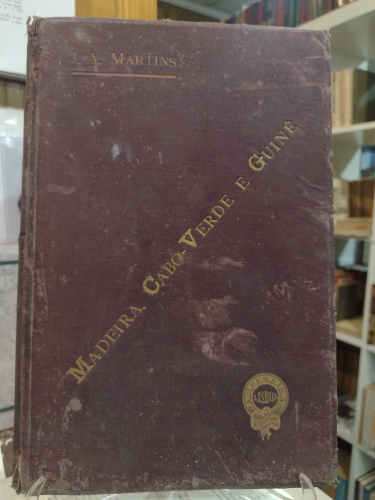 J. A. MARTINS
MADEIRA, CABO-VERDE E GUINÉ
LISBOA